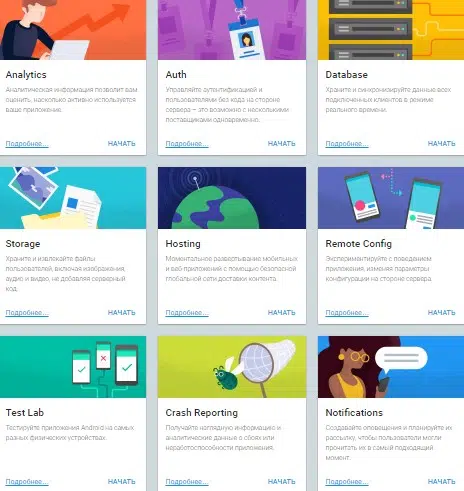 Analytics
Аналитическая информация позволит вам
оценить, насколько активно используется
ваше приложение.
Подробнее...
НАЧАТЬ
Auth
Управляйте аутентификацией и
пользователями без кода на стороне
сервера – это возможно с несколькими
поставщиками одновременно.
Подробнее...
НАЧАТЬ
Database
Храните и синхронизируйте данные всех
подключенных клиентов в режиме
реального времени.
Подробнее...
НАЧАТЬ
Storage
Храните и извлекайте файлы
пользователей, включая изображения,
аудио и видео, не добавляя серверный
код.
Подробнее...
НАЧАТЬ
Hosting
Моментальное развертывание мобильных
и веб-приложений с помощью безопасной
глобальной сети доставки контента.
Подробнее...
НАЧАТЬ
Remote Config
Экспериментируйте с поведением
приложения, изменяя параметры
конфигурации на стороне сервера.
Подробнее...
НАЧАТЬ
Test Lab
Тестируйте приложения Android на самых
разных физических устройствах.
Подробнее...
НАЧАТЬ
Crash Reporting
Получайте наглядную информацию и
аналитические данные о сбоях или
неработоспособности приложения.
Подробнее...
НАЧАТЬ
Notifications
Создавайте оповещения и планируйте их
рассылку, чтобы пользователи могли
прочитать их в самый подходящий
момент.
Подробнее...
НАЧАТЬ